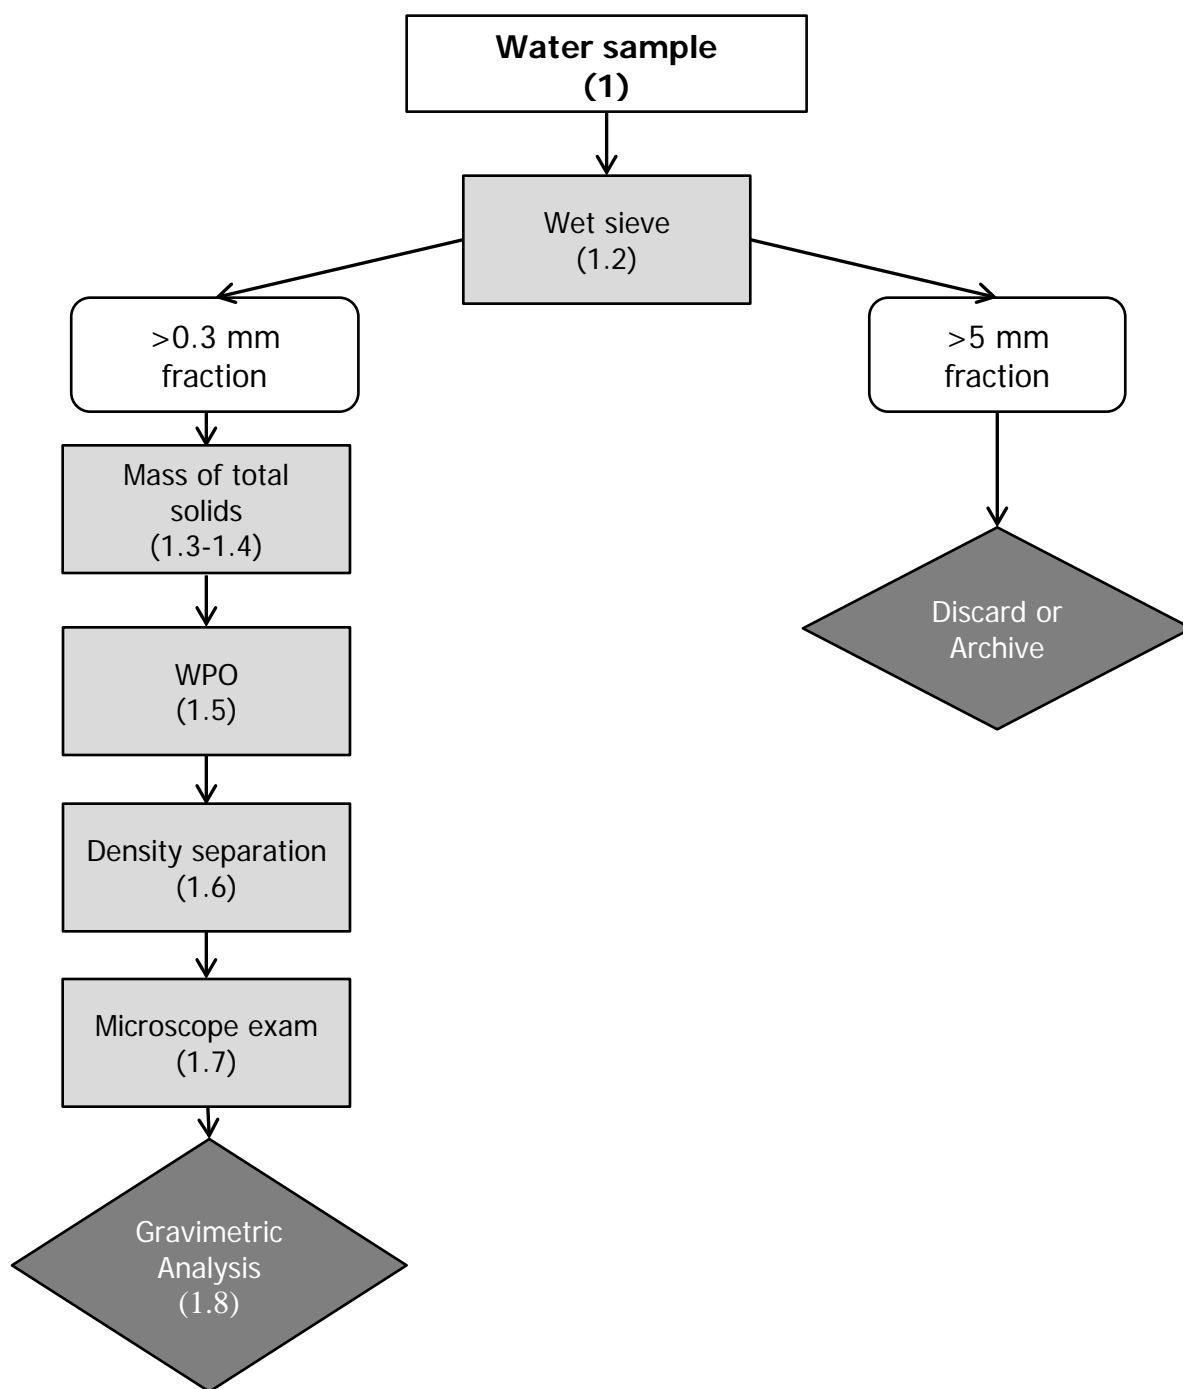 Water sample
(1)
Wet sieve
(1.2)
>0.3 mm
fraction
>5 mm
fraction
Mass of total
solids
(1.3-1.4)
WPO
(1.5)
Discard or
Archive
Density separation
(1.6)
Microscope exam
(1.7)
Gravimetric
Analysis
(1.8)